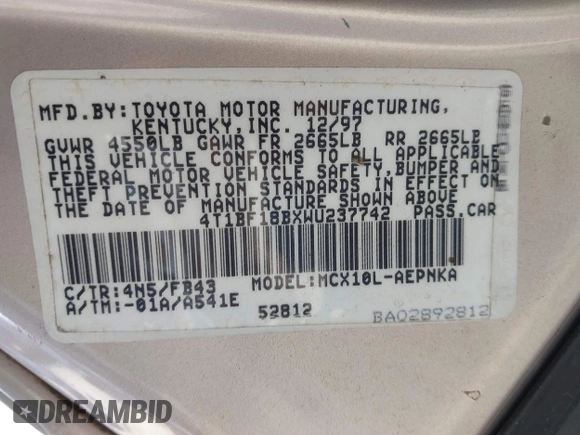 MFD.BY:TOYOTA MOTOR MANUFACTURING,
KENTUCKY,INC. 12/97
GVWR 4550LB GAWR FR 2665LB RR 2665LB
THIS VEHICLE CONFORMS TO ALL APPLICABLE
FEDERAL MOTOR VEHICLE SAFETY,BUMPER,AND
THEFT PREVENTION STANDARDS IN EFFECT ON
THE DATE OF MANUFACTURE SHOWN ABOVE
4T1BF18BXWU237742 PASS.CAR
C/TR:4N5/FB43 MODEL:MCX10L-AEPNKA
A/TM:-01A/A541E
52812 BAO2892812
DREAMBID